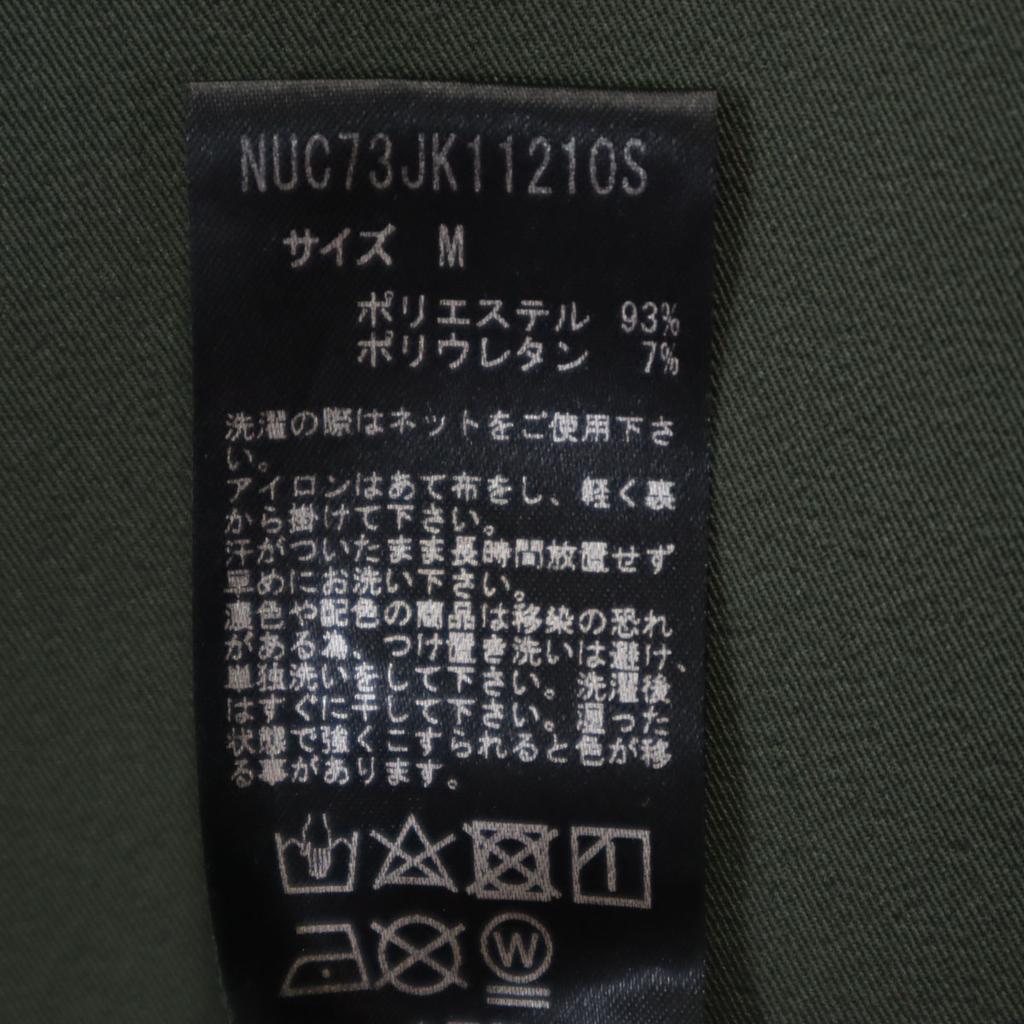 NUC73JK11210S
サイズ M
ポリエステル 93%
ポリウレタン 7%
洗濯の際はネットをご使用下さ
い。
アイロンはあて布をし、軽く裏
から掛けて下さい。
汗がついたまま長時間放置せず
早めにお洗い下さい。
濃色や配色の商品は移染の恐れ
がある為、つけ置き洗いは避け、
単独洗いをして下さい。洗濯後
はすぐに干して下さい。湿った
状態で強くこすられると色が移
る事があります。
W